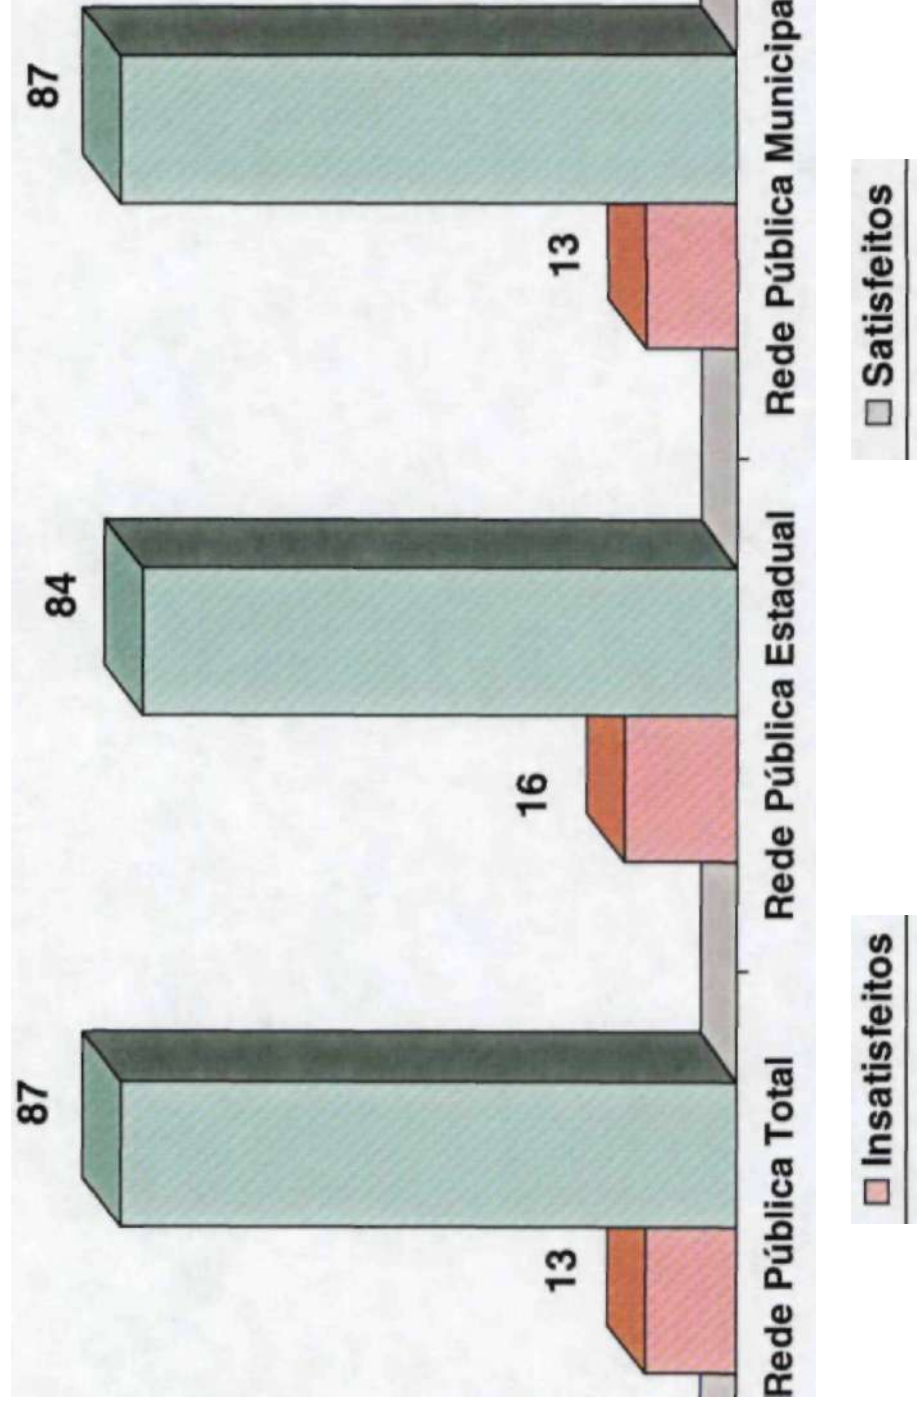 13
87
16
84
13
87
Rede Pública Total
Rede Pública Estadual
Rede Pública Municipa
Insatisfeitos
Satisfeitos